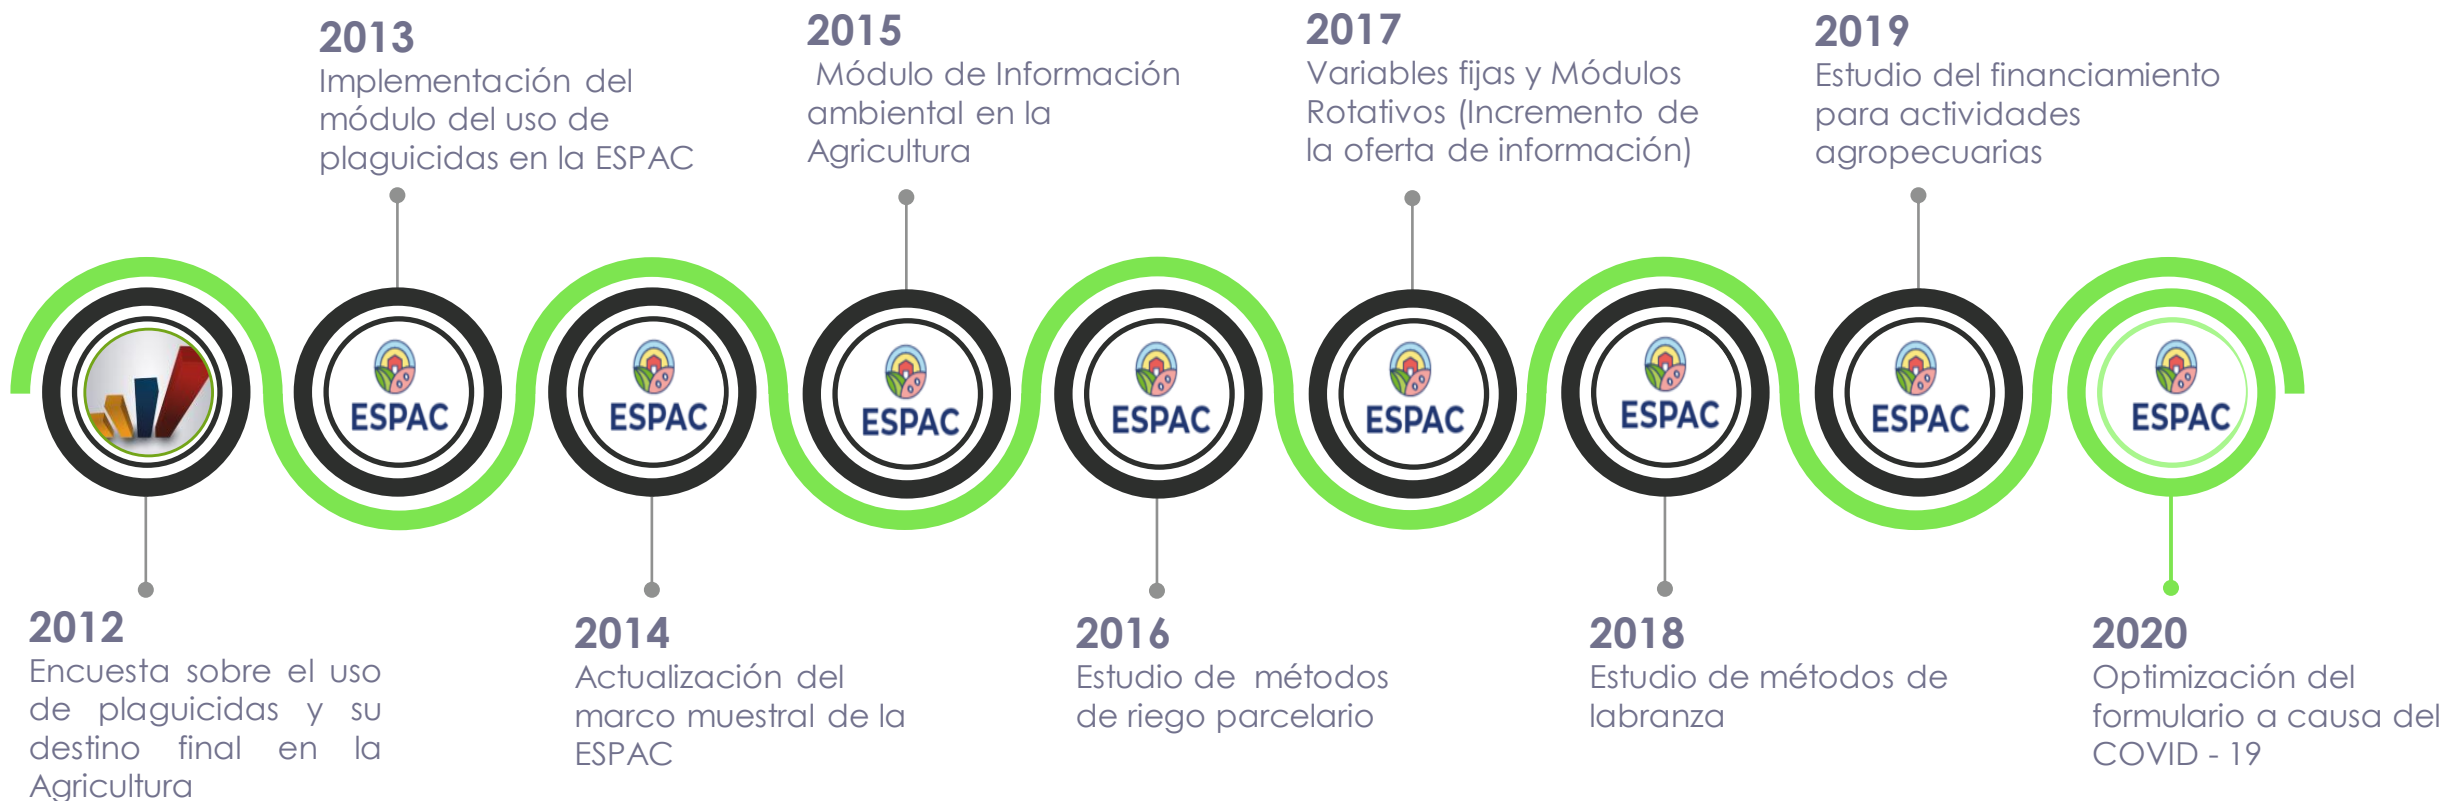 2013
Implementación del
módulo del uso de
plaguicidas en la ESPAC
2015
Módulo de Información
ambiental en la
Agricultura
2017
Variables fijas y Módulos
Rotativos (Incremento de
la oferta de información)
2019
Estudio del financiamiento
para actividades
agropecuarias
ESPAC
ESPAC
ESPAC
ESPAC
ESPAC
ESPAC
ESPAC
ESPAC
2012
Encuesta sobre el uso
de plaguicidas y su
destino final en la
Agricultura
2014
Actualización del
marco muestral de la
ESPAC
2016
Estudio de métodos
de riego parcelario
2018
Estudio de métodos de
labranza
2020
Optimización del
formulario a causa del
COVID - 19